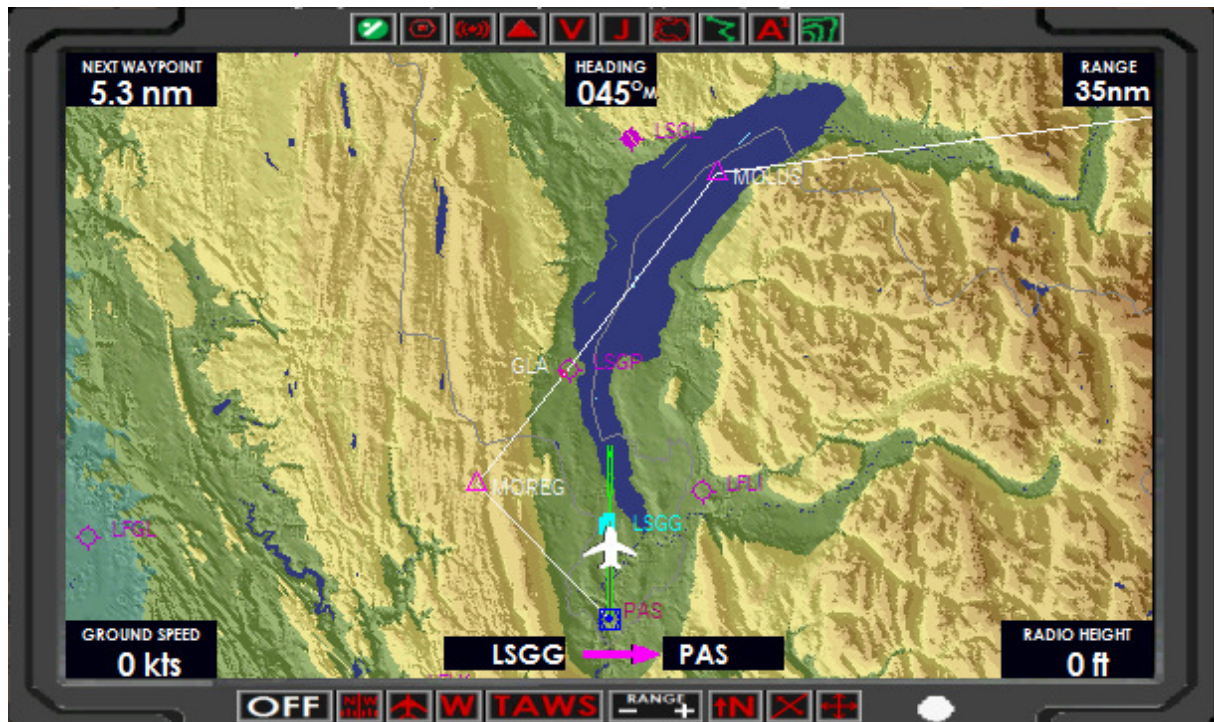 V J A
NEXT WAYPOINT
5.3 nm
HEADING
045°M
RANGE
35nm
LSGL
MOLDS
GLA LSGP
MOREG
LFLI
LFGL
LSGG
PAS
GROUND SPEED
0 kts
LSGG PAS
RADIO HEIGHT
0 ft
OFF N W W TAWS - RANGE + N